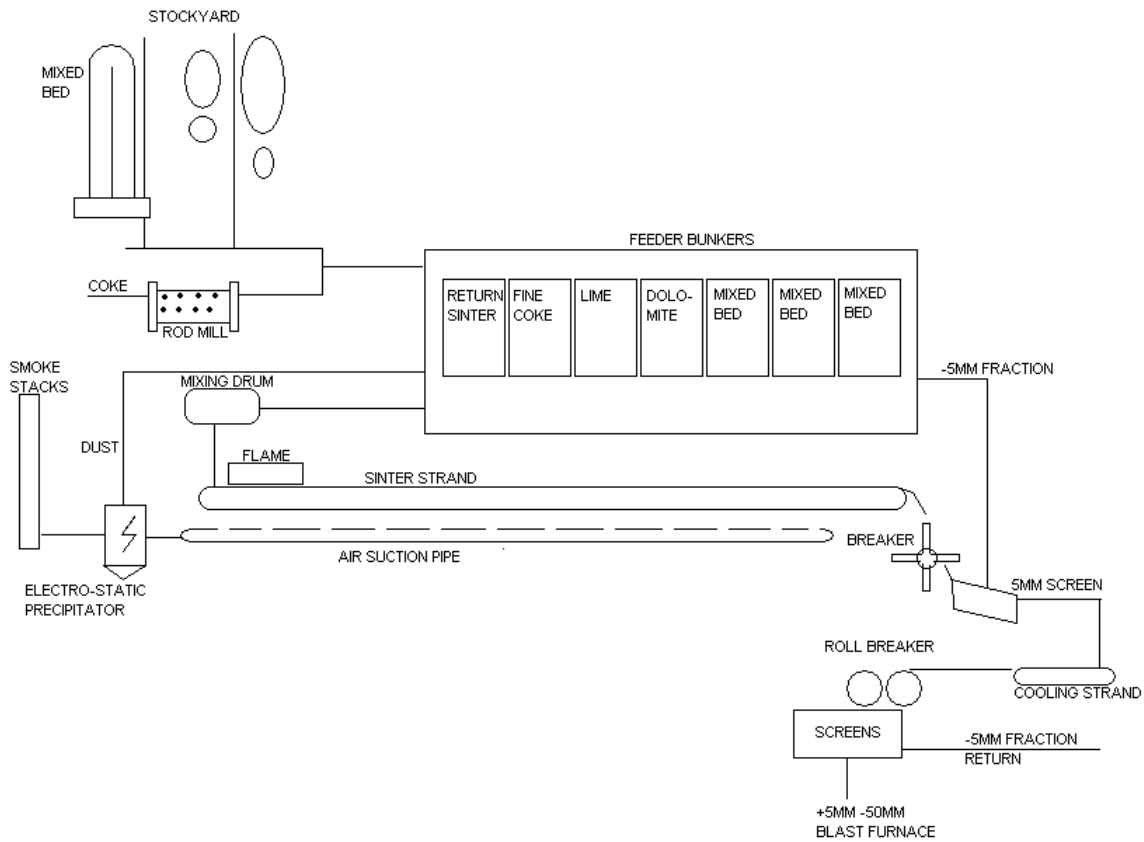 STOCKYARD
MIXED
BED
FEEDER BUNKERS
COKE
ROD MILL
RETURN
SINTER
FINE
COKE
LIME
DOLO-
MITE
MIXED
BED
MIXED
BED
MIXED
BED
SMOKE
STACKS
MIXING DRUM
-5MM FRACTION
DUST
FLAME
SINTER STRAND
AIR SUCTION PIPE
BREAKER
ELECTRO-STATIC
PRECIPITATOR
5MM SCREEN
ROLL BREAKER
COOLING STRAND
SCREENS
-5MM FRACTION
RETURN
+5MM -50MM
BLAST FURNACE